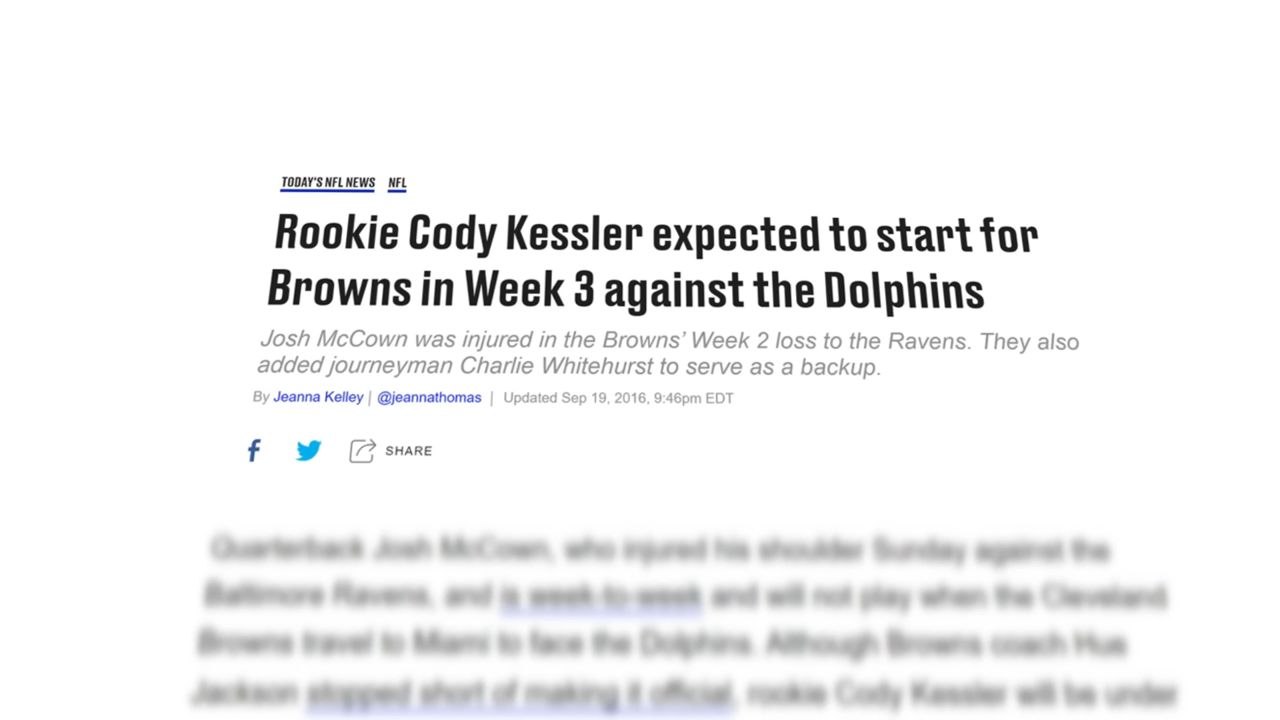 TODAY'S NFL NEWS NFL
Rookie Cody Kessler expected to start for
Browns in Week 3 against the Dolphins
Josh McCown was injured in the Browns' Week 2 loss to the Ravens. They also
added journeyman Charlie Whitehurst to serve as a backup.
By Jeanna Kelley | @jeannathomas | Updated Sep 19, 2016, 9:46pm EDT
SHARE
Quarterback Josh McCown, who injured his shoulder Sunday against the
Baltimore Ravens, and is week-to-week and will not play when the Cleveland
Browns travel to Miami to face the Dolphins. Although Browns coach Hue
Jackson stopped short of making it official, rookie Cody Kessler will be under